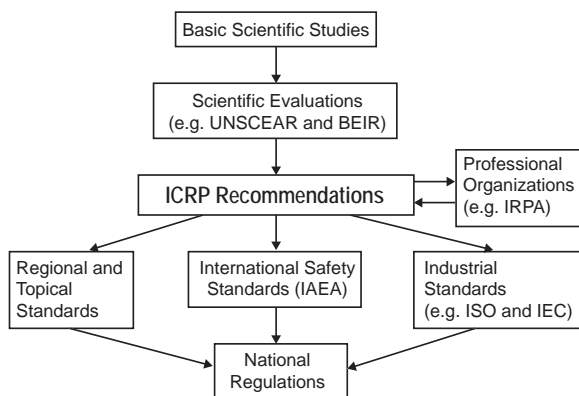 Basic Scientific Studies
Scientific Evaluations
(e.g. UNSCEAR and BEIR)
ICRP Recommendations
Professional
Organizations
(e.g. IRPA)
Regional and
Topical
Standards
International Safety
Standards (IAEA)
Industrial
Standards
(e.g. ISO and IEC)
National
Regulations